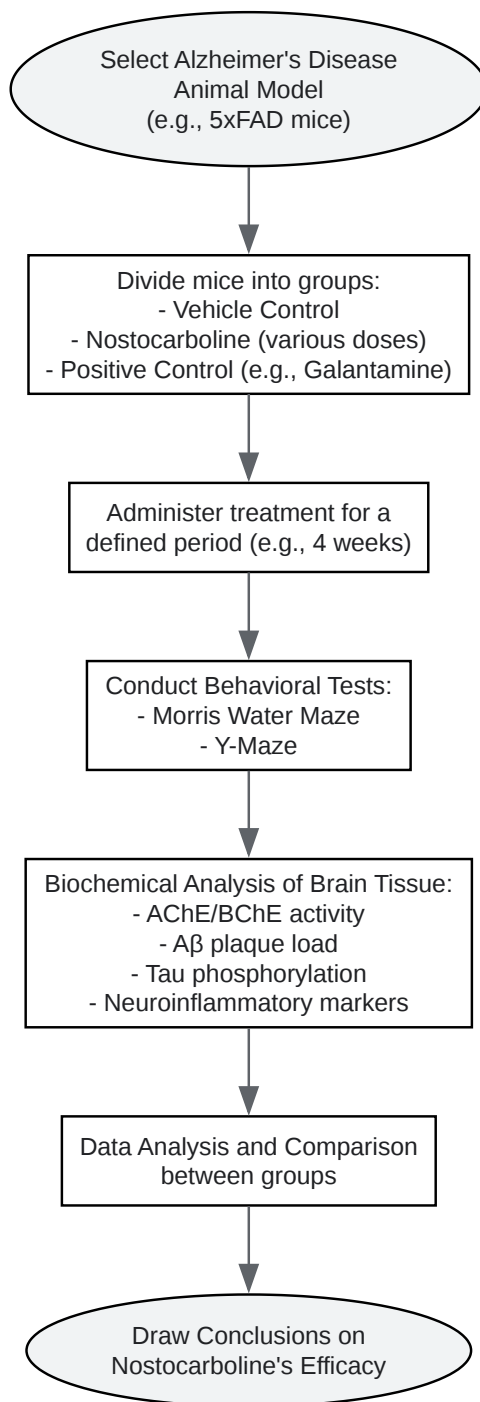 Select Alzheimer's Disease
Animal Model
(e.g., 5xFAD mice)
Divide mice into groups:
- Vehicle Control
- Nostocarboline (various doses)
- Positive Control (e.g., Galantamine)
Administer treatment for a
defined period (e.g., 4 weeks)
Conduct Behavioral Tests:
- Morris Water Maze
- Y-Maze
Biochemical Analysis of Brain Tissue:
- AChE/BChE activity
- Aβ plaque load
- Tau phosphorylation
- Neuroinflammatory markers
Data Analysis and Comparison
between groups
Draw Conclusions on
Nostocarboline's Efficacy